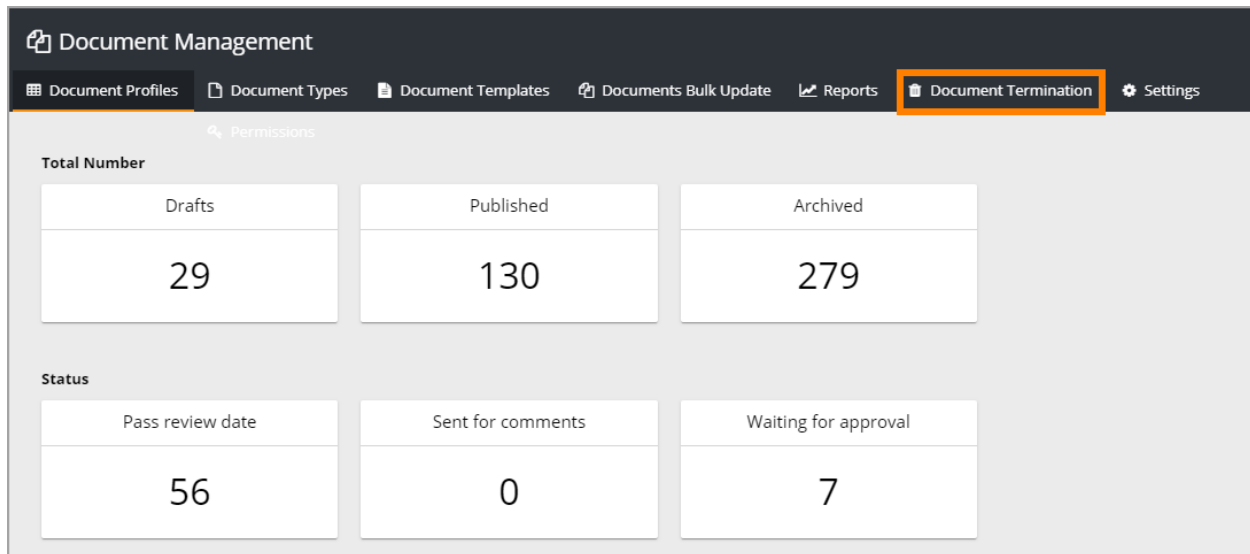 Document Management
Document Profiles Document Types Document Templates Documents Bulk Update Reports Document Termination Settings
Permissions
Total Number
Drafts Published Archived
29 130 279
Status
Pass review date Sent for comments Waiting for approval
56 0 7